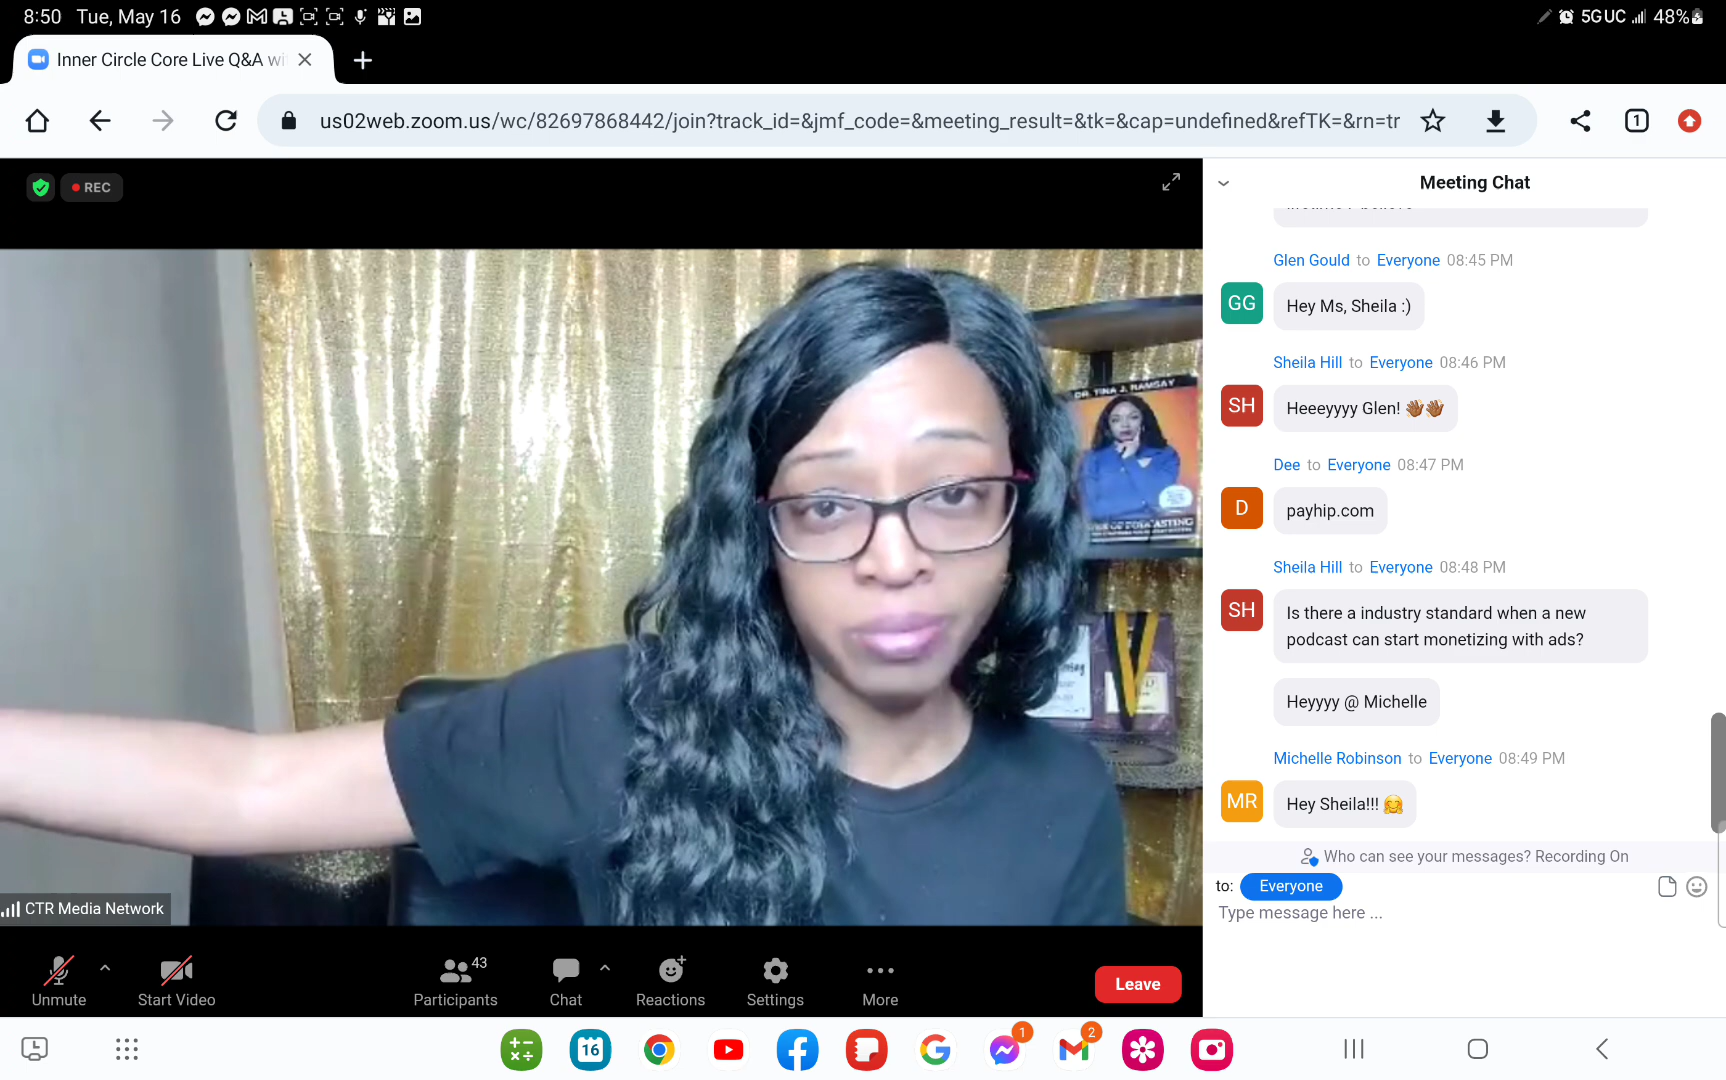 8:50 Tue, May 16
5GUC 48%
Inner Circle Core Live Q&A wi
us02web.zoom.us/wc/82697868442/join?track_id=&jmf_code=&meeting_result=&tk=&cap=undefined&refTK=&rn=tr
1
REC
Meeting Chat
Glen Gould to Everyone 08:45 PM
GG
Hey Ms, Sheila :)
Sheila Hill to Everyone 08:46 PM
SH
Heeeyyyy Glen! 👋🏾👋🏾
Dee to Everyone 08:47 PM
D
payhip.com
Sheila Hill to Everyone 08:48 PM
SH
Is there a industry standard when a new
podcast can start monetizing with ads?
Heyyyy @ Michelle
Michelle Robinson to Everyone 08:49 PM
MR
Hey Sheila!!! 🤗
Who can see your messages? Recording On
to: Everyone
Type message here ...
DR. TINA J. RAMSAY
OF PODCASTING
CTR Media Network
Unmute
Start Video
43
Participants
Chat
Reactions
Settings
More
Leave
16
1
2